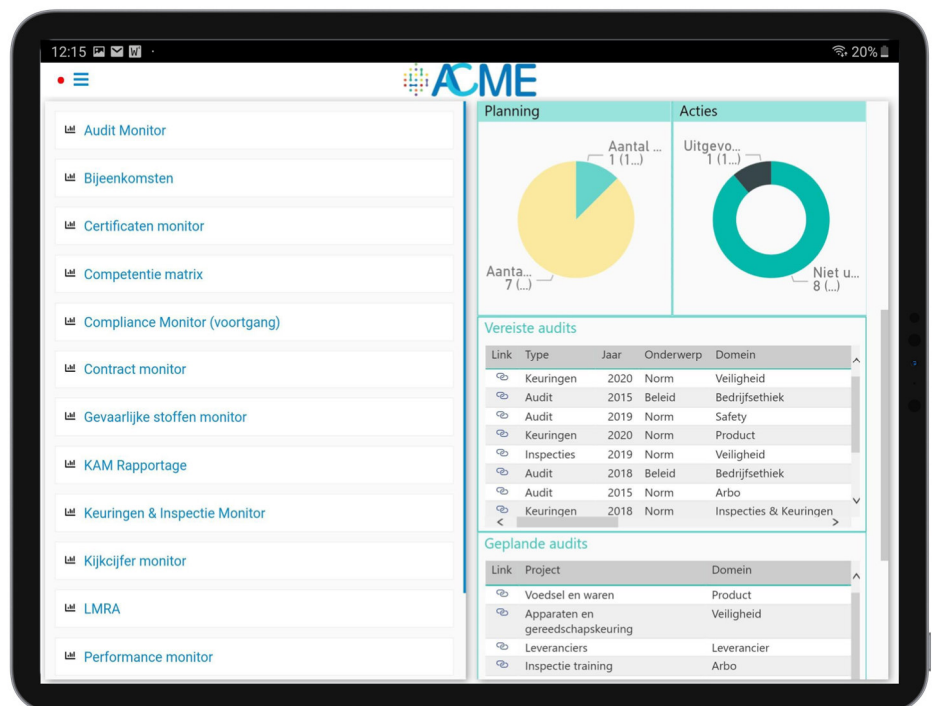 12:15
20%
ACME
Audit Monitor
Bijeenkomsten
Certificaten monitor
Competentie matrix
Compliance Monitor (voortgang)
Contract monitor
Gevaarlijke stoffen monitor
KAM Rapportage
Keuringen & Inspectie Monitor
Kijkcijfer monitor
LMRA
Performance monitor
Planning
Aantal ...
1 (1...)
Aanta...
7 (...)
Acties
Uitgevo...
1 (1...)
Niet u...
8 (...)
Vereiste audits
Link Type Jaar Onderwerp Domein
Keuringen 2020 Norm Veiligheid
Audit 2015 Beleid Bedrijfsethiek
Audit 2019 Norm Safety
Keuringen 2020 Norm Product
Inspecties 2019 Norm Veiligheid
Audit 2018 Beleid Bedrijfsethiek
Audit 2015 Norm Arbo
Keuringen 2018 Norm Inspecties & Keuringen
Geplande audits
Link Project Domein
Voedsel en waren Product
Apparaten en Veiligheid
gereedschapskeuring
Leveranciers Leverancier
Inspectie training Arbo